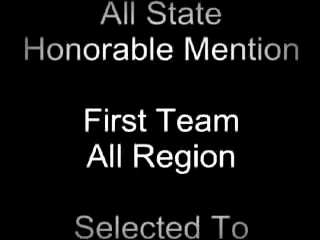 All State
Honorable Mention
First Team
All Region
Selected To